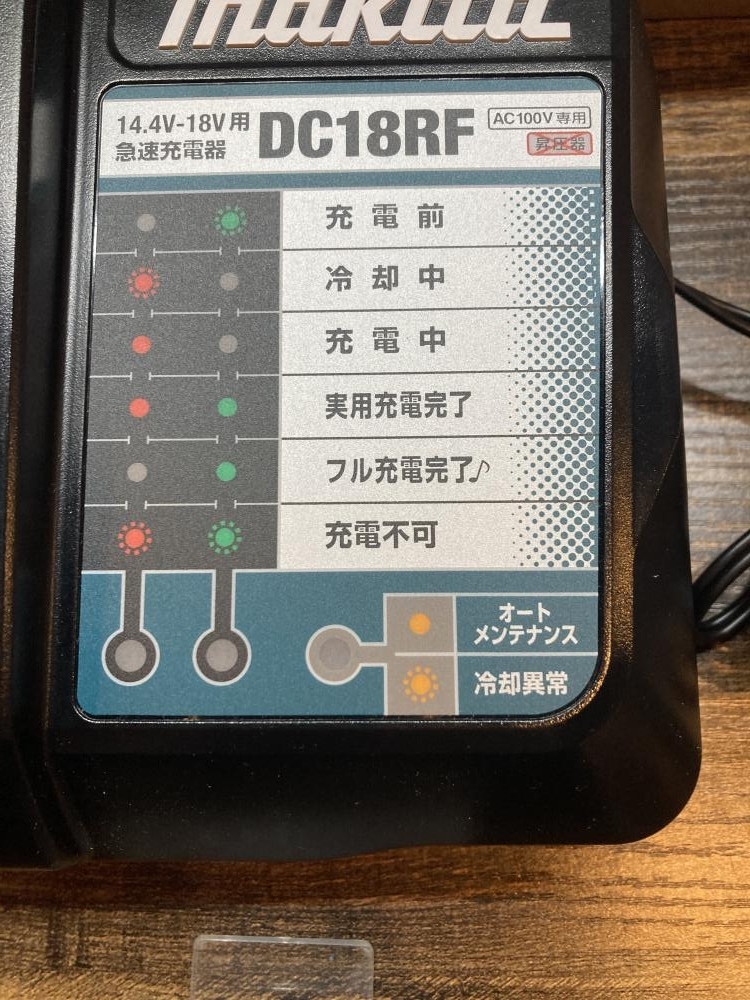 makita
14.4V-18V用
急速充電器
DC18RF
AC100V専用
昇圧器
充電前
冷却中
充電中
実用充電完了
フル充電完了♪
充電不可
オート
メンテナンス
冷却異常